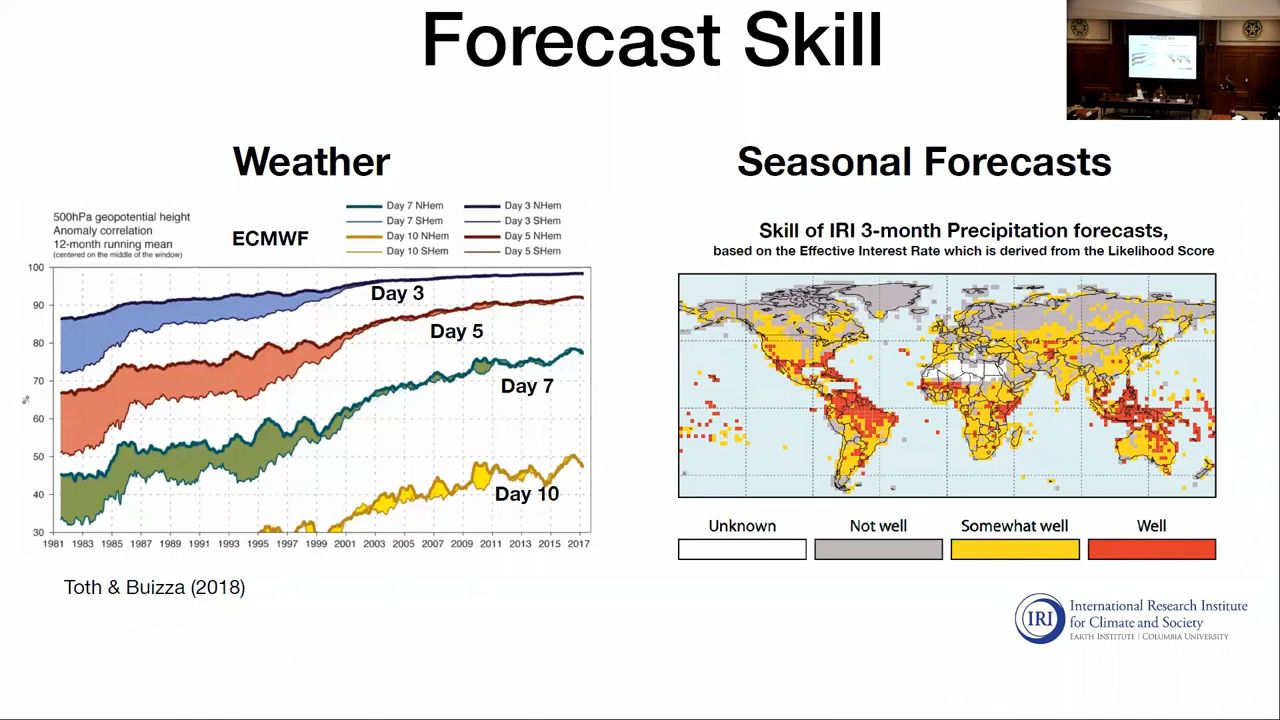 Forecast Skill
Weather
Seasonal Forecasts
500hPa geopotential height
Anomaly correlation
12-month running mean
(centered on the middle of the window)
ECMWF
Day 7 NHem
Day 7 SHem
Day 10 NHem
Day 10 SHem
Day 3 NHem
Day 3 SHem
Day 5 NHem
Day 5 SHem
%
100
90
80
70
60
50
40
30
Day 3
Day 5
Day 7
Day 10
1981 1983 1985 1987 1989 1991 1993 1995 1997 1999 2001 2003 2005 2007 2009 2011 2013 2015 2017
Toth & Buizza (2018)
Skill of IRI 3-month Precipitation forecasts,
based on the Effective Interest Rate which is derived from the Likelihood Score
Unknown
Not well
Somewhat well
Well
IRI
International Research Institute
for Climate and Society
EARTH INSTITUTE | COLUMBIA UNIVERSITY